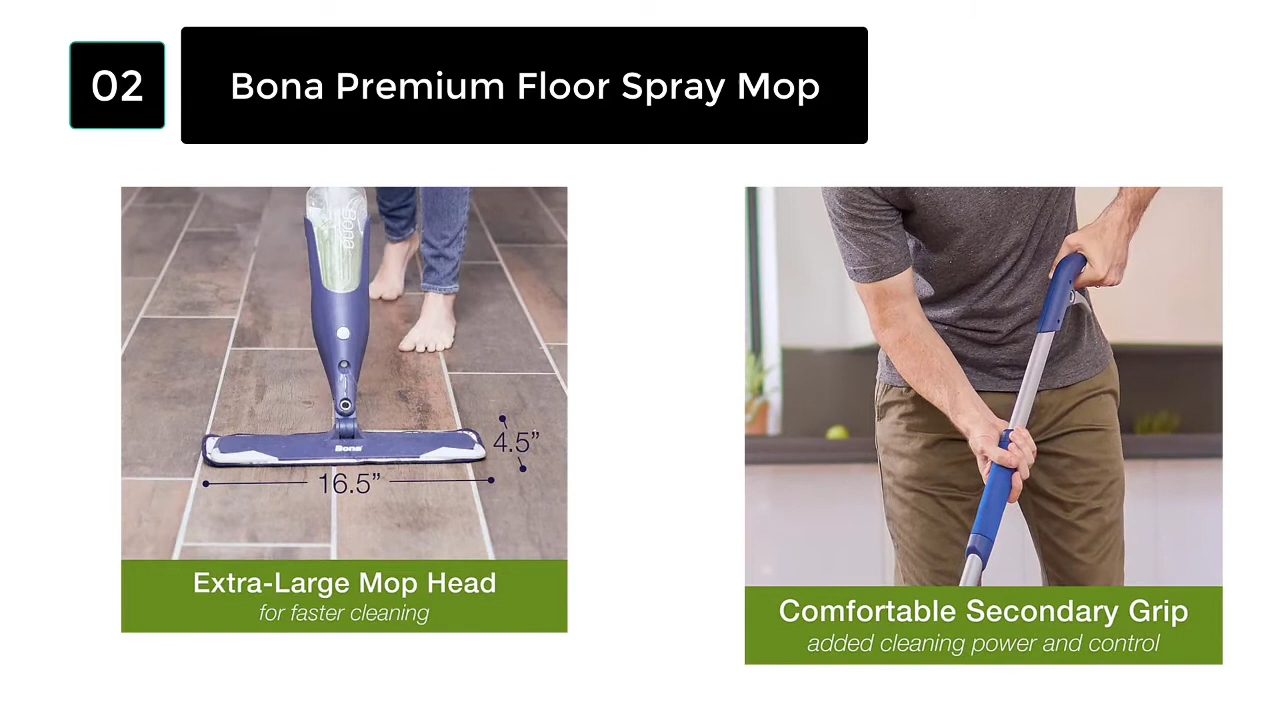 02
Bona Premium Floor Spray Mop
Bona
Bona
4.5”
16.5”
Extra-Large Mop Head
for faster cleaning
Comfortable Secondary Grip
added cleaning power and control